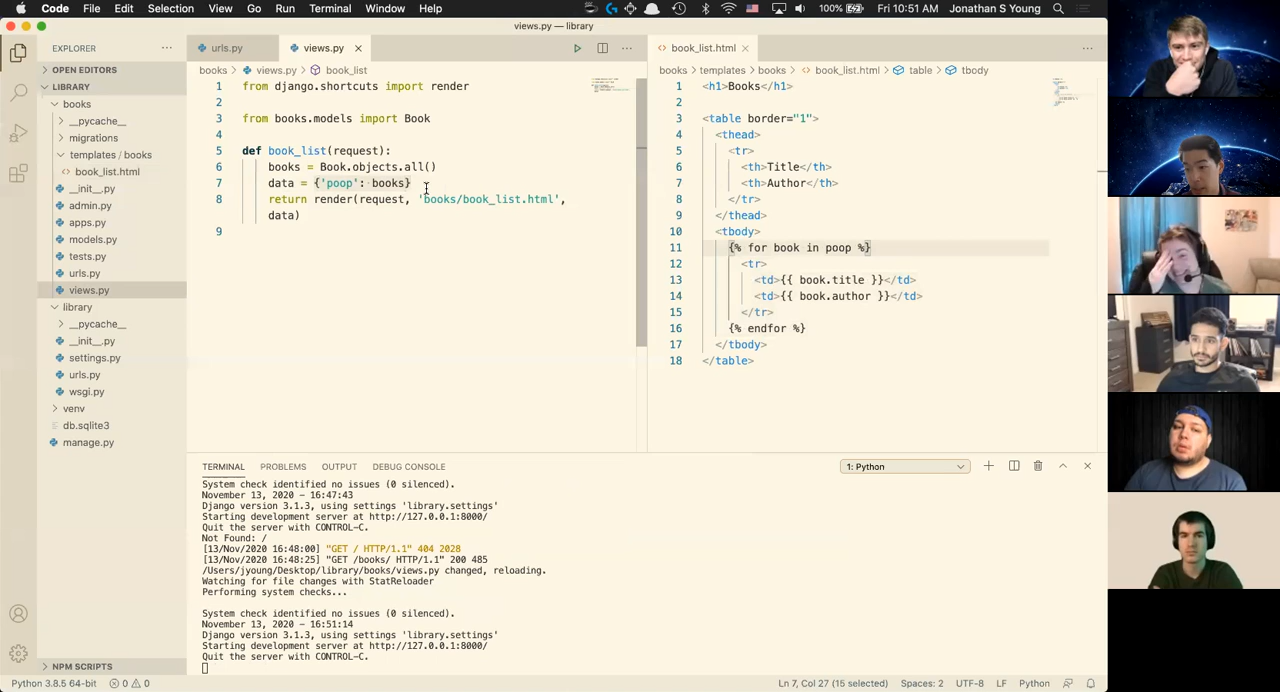 Code File Edit Selection View Go Run Terminal Window Help 100% Fri 10:51 AM Jonathan S Young
views.py — library
EXPLORER
OPEN EDITORS
LIBRARY
books
__pycache__
migrations
templates / books
book_list.html
__init__.py
admin.py
apps.py
models.py
tests.py
urls.py
views.py
library
__pycache__
__init__.py
settings.py
urls.py
wsgi.py
venv
db.sqlite3
manage.py
NPM SCRIPTS
urls.py views.py
books views.py book_list
1 from django.shortcuts import render
2
3 from books.models import Book
4
5 def book_list(request):
6 books = Book.objects.all()
7 data = {'poop': books}
8 return render(request, 'books/book_list.html',
data)
9
book_list.html
books templates books book_list.html table tbody
1 <h1>Books</h1>
2
3 <table border="1">
4 <thead>
5 <tr>
6 <th>Title</th>
7 <th>Author</th>
8 </tr>
9 </thead>
10 <tbody>
11 {% for book in poop %}
12 <tr>
13 <td>{{ book.title }}</td>
14 <td>{{ book.author }}</td>
15 </tr>
16 {% endfor %}
17 </tbody>
18 </table>
TERMINAL PROBLEMS OUTPUT DEBUG CONSOLE 1: Python
System check identified no issues (0 silenced).
November 13, 2020 - 16:47:43
Django version 3.1.3, using settings 'library.settings'
Starting development server at http://127.0.0.1:8000/
Quit the server with CONTROL-C.
Not Found: /
[13/Nov/2020 16:48:00] "GET / HTTP/1.1" 404 2028
[13/Nov/2020 16:48:25] "GET /books/ HTTP/1.1" 200 485
/Users/jyoung/Desktop/library/books/views.py changed, reloading.
Watching for file changes with StatReloader
Performing system checks...
System check identified no issues (0 silenced).
November 13, 2020 - 16:51:14
Django version 3.1.3, using settings 'library.settings'
Starting development server at http://127.0.0.1:8000/
Quit the server with CONTROL-C.
Python 3.8.5 64-bit 0 0 Ln 7, Col 27 (15 selected) Spaces: 2 UTF-8 LF Python